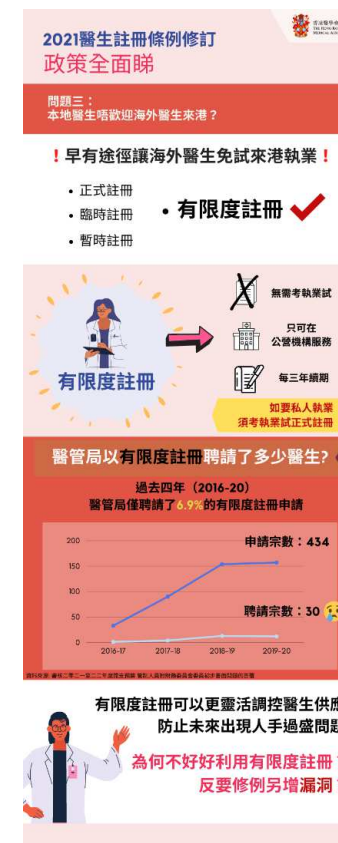 2021醫生註冊條例修訂
政策全面睇
問題三：
本地醫生唔歡迎海外醫生來港？
！早有途徑讓海外醫生免試來港執業！
• 正式註冊
• 臨時註冊
• 暫時註冊
• 有限度註冊
有限度註冊
無需考執業試
只可在
公營機構服務
每三年續期
如要私人執業
須考執業試正式註冊
醫管局以有限度註冊聘請了多少醫生?
過去四年（2016-20）
醫管局僅聘請了6.9%的有限度註冊申請
200
150
100
50
0
2016-17
2017-18
2018-19
2019-20
申請宗數：434
聘請宗數：30
有限度註冊可以更靈活調控醫生供應
防止未來出現人手過盛問題
為何不好好利用有限度註冊
反要修例另增漏洞